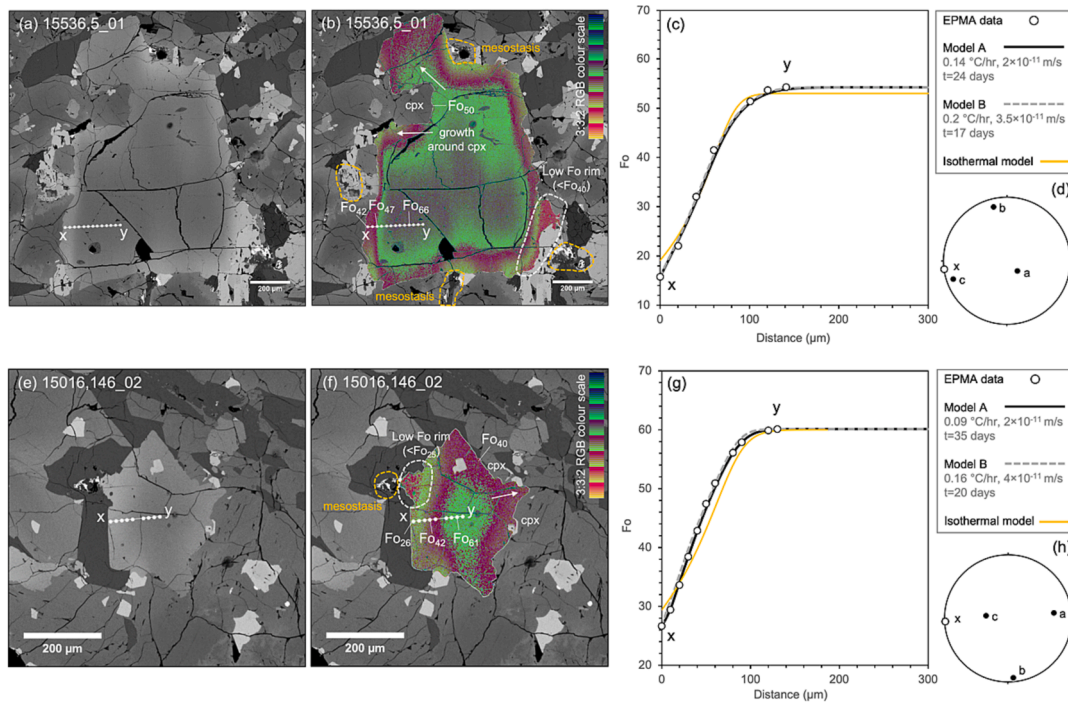 (a) 15536,5_01
200 µm
x
y
(b) 15536,5_01
mesostasis
3:3:2 RGB colour scale
cpx
Fo50
growth
around cpx
Low Fo rim
(<Fo40)
Fo42
Fo47
Fo66
x
y
mesostasis
200 µm
(c)
70
60
50
40
30
20
10
Fo
0
100
200
300
Distance (µm)
x
y
EPMA data
Model A
0.14 °C/hr, 2×10-11 m/s
t=24 days
Model B
0.2 °C/hr, 3.5×10-11 m/s
t=17 days
Isothermal model
(d)
b
x
c
a
(e) 15016,146_02
x
y
200 µm
(f) 15016,146_02
3:3:2 RGB colour scale
Low Fo rim
(<Fo25)
Fo40
cpx
mesostasis
x
y
cpx
Fo26
Fo42
Fo61
200 µm
(g)
70
60
50
40
30
20
Fo
0
100
200
300
Distance (µm)
x
y
EPMA data
Model A
0.09 °C/hr, 2×10-11 m/s
t=35 days
Model B
0.16 °C/hr, 4×10-11 m/s
t=20 days
Isothermal model
(h)
x
c
a
b